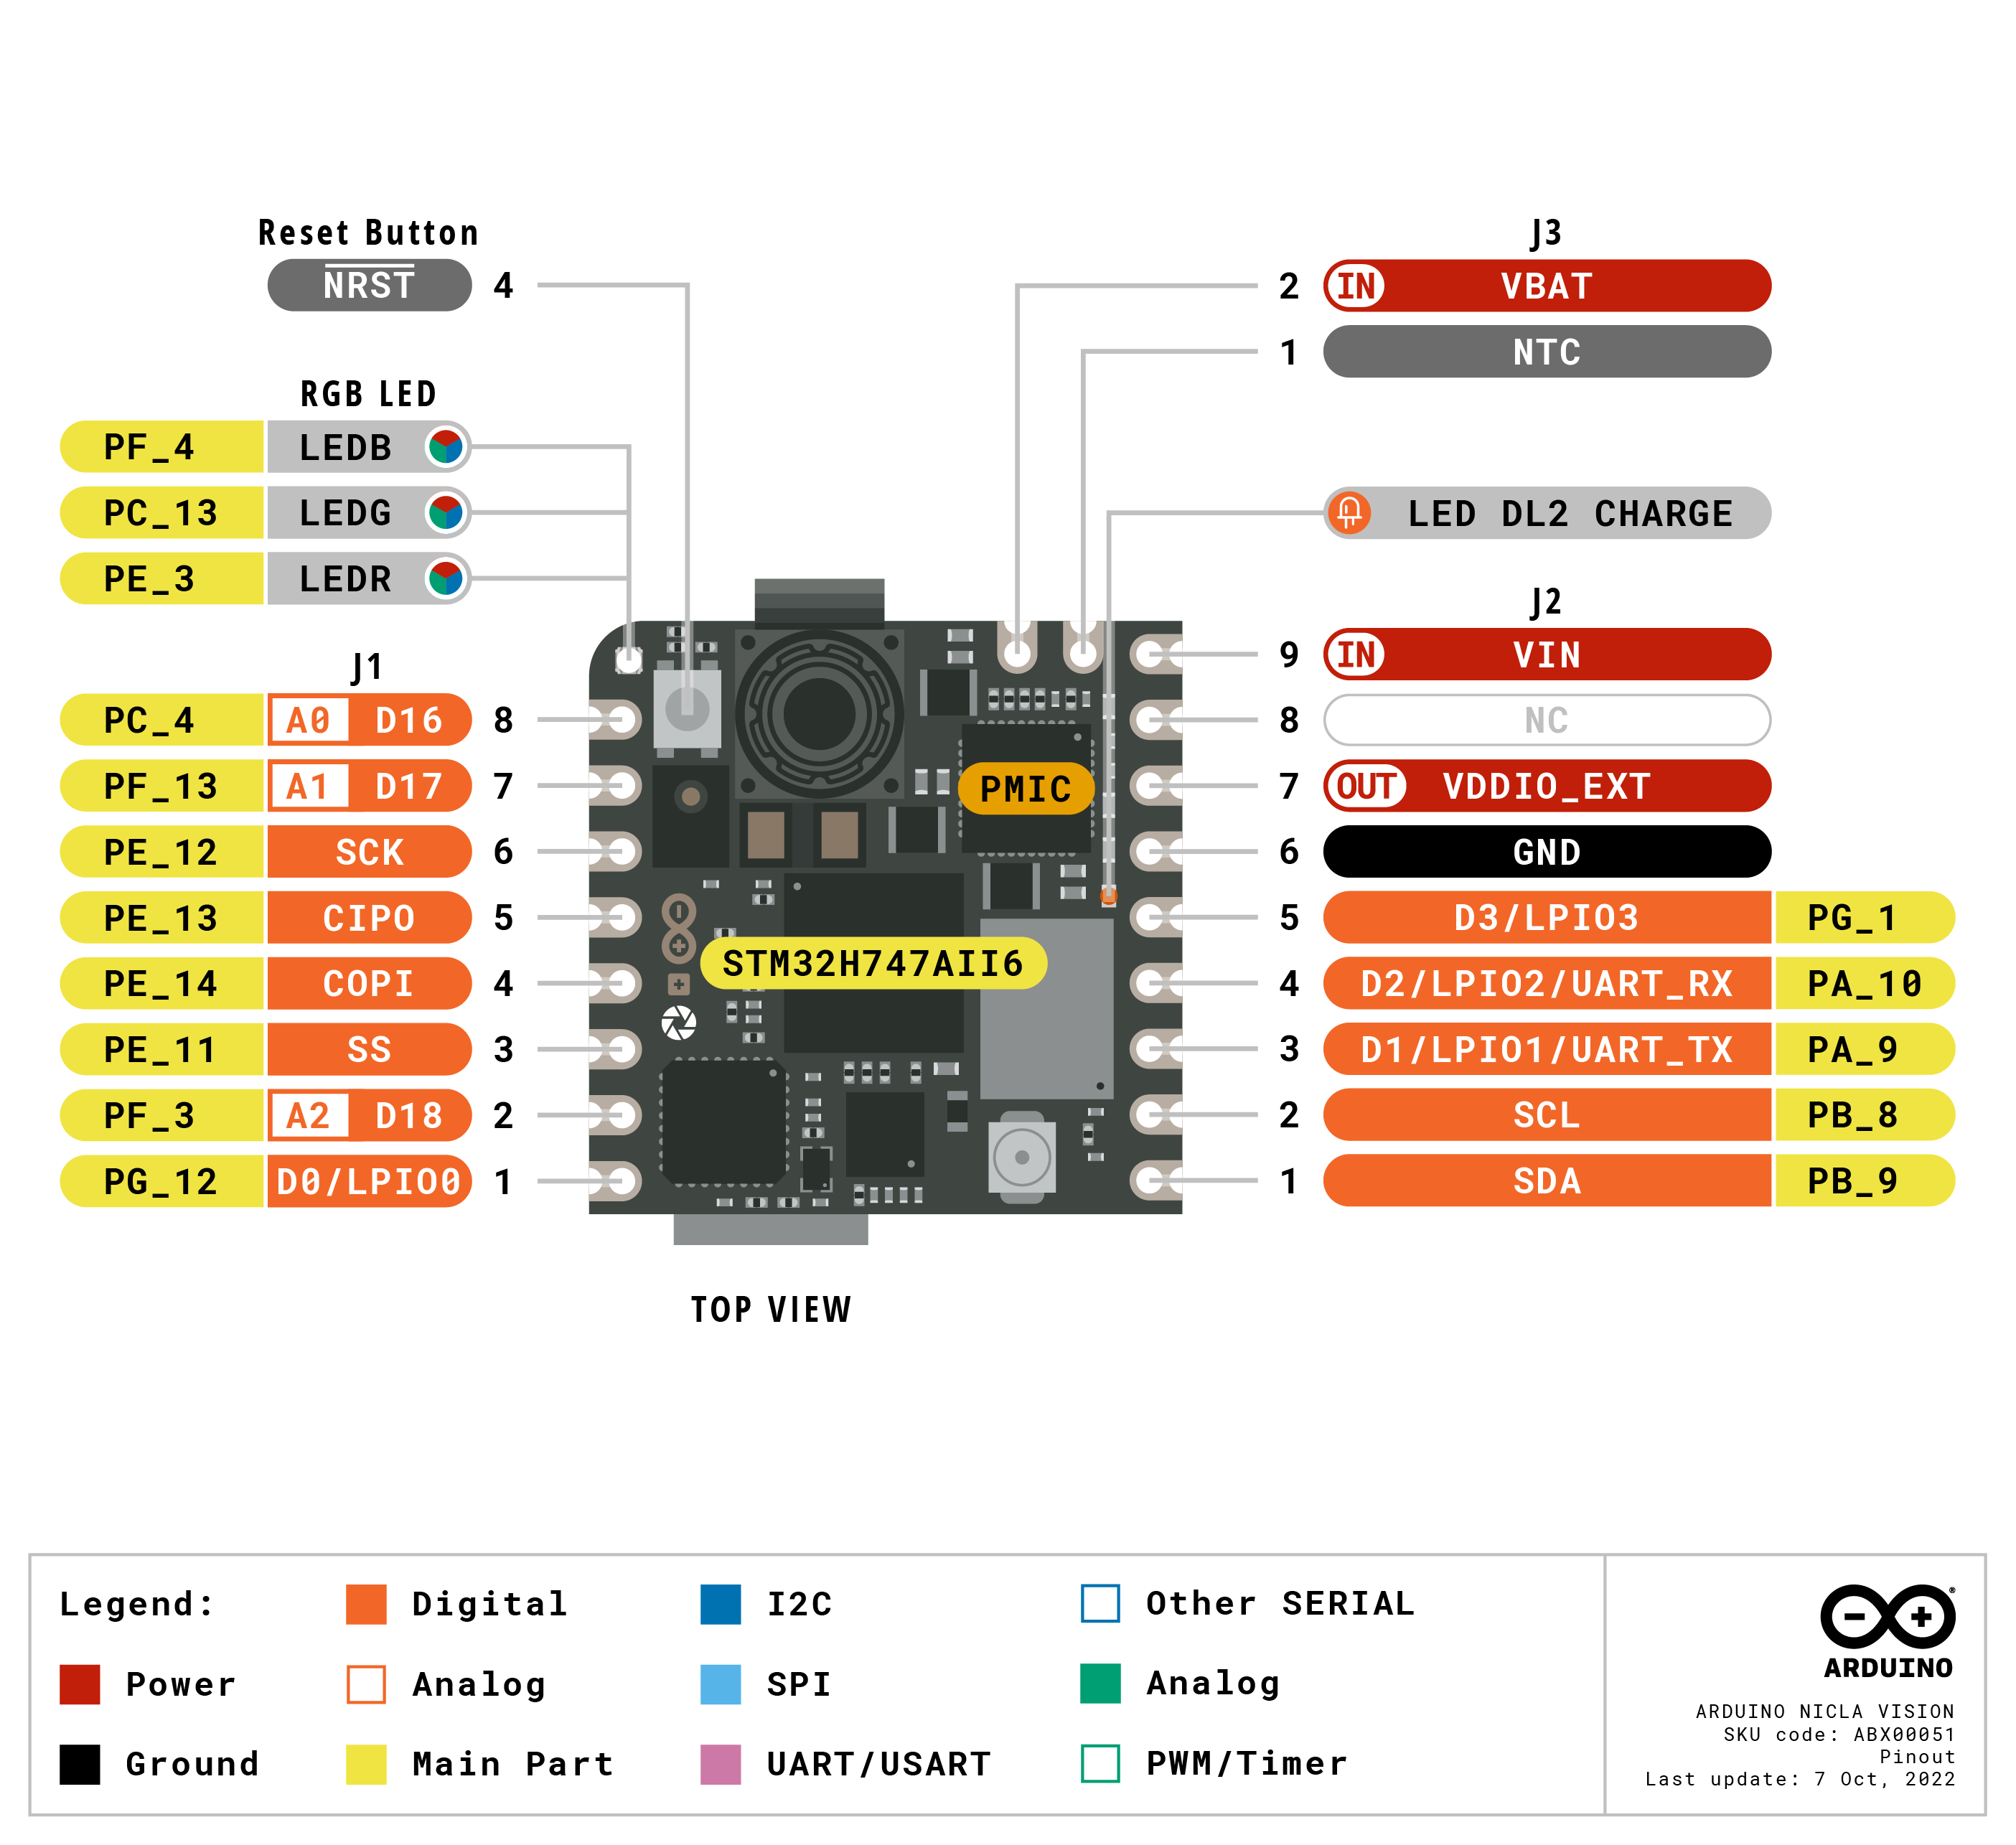 Reset Button
NRST 4
RGB LED
PF_4 LEDB
PC_13 LEDG
PE_3 LEDR
J1
PC_4 A0 D16 8
PF_13 A1 D17 7
PE_12 SCK 6
PE_13 CIPO 5
PE_14 COPI 4
PE_11 SS 3
PF_3 A2 D18 2
PG_12 D0/LPIO0 1
PMIC
STM32H747AII6
TOP VIEW
J3
2 IN VBAT
1 NTC
LED DL2 CHARGE
J2
9 IN VIN
8 NC
7 OUT VDDIO_EXT
6 GND
5 D3/LPIO3 PG_1
4 D2/LPIO2/UART_RX PA_10
3 D1/LPIO1/UART_TX PA_9
2 SCL PB_8
1 SDA PB_9
Legend:
Power
Ground
Digital
Analog
Main Part
I2C
SPI
UART/USART
Other SERIAL
Analog
PWM/Timer
®
ARDUINO
ARDUINO NICLA VISION
SKU code: ABX00051
Pinout
Last update: 7 Oct, 2022